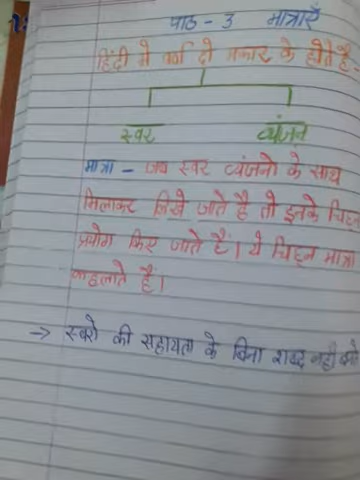 पाठ - 3 मात्राएँ
हिंदी मे वर्ण दो प्रकार के होते है-
स्वर व्यंजन
मात्रा - जब स्वर व्यंजनो के साथ
मिलाकर लिखे जाते है तो इनके चिह्न
प्रयोग किए जाते हैं। ये चिह्न मात्रा
कहलाते हैं।
→ स्वरो की सहायता के बिना शब्द नही